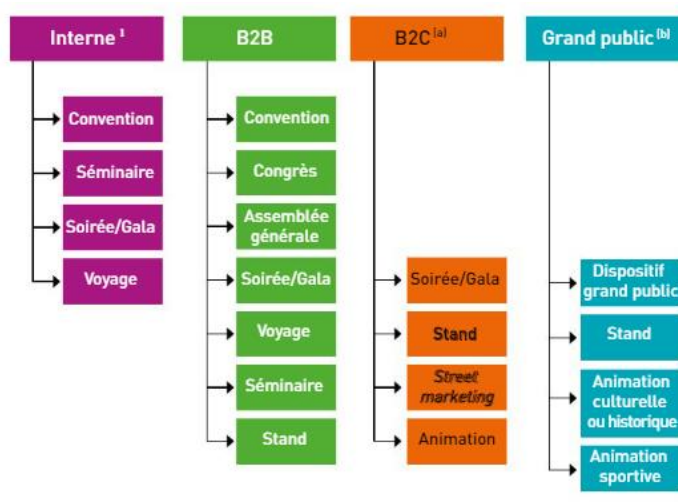 Interne ¹
Convention
Séminaire
Soirée/Gala
Voyage
B2B
Convention
Congrès
Assemblée
générale
Soirée/Gala
Voyage
Séminaire
Stand
B2C (a)
Soirée/Gala
Stand
Street
marketing
Animation
Grand public (b)
Dispositif
grand public
Stand
Animation
culturelle
ou historique
Animation
sportive